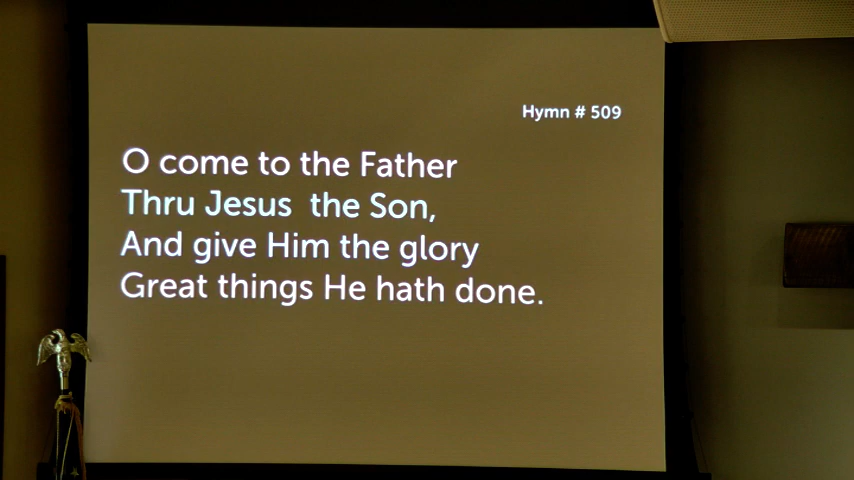 Hymn # 509
O come to the Father
Thru Jesus  the Son,
And give Him the glory
Great things He hath done.